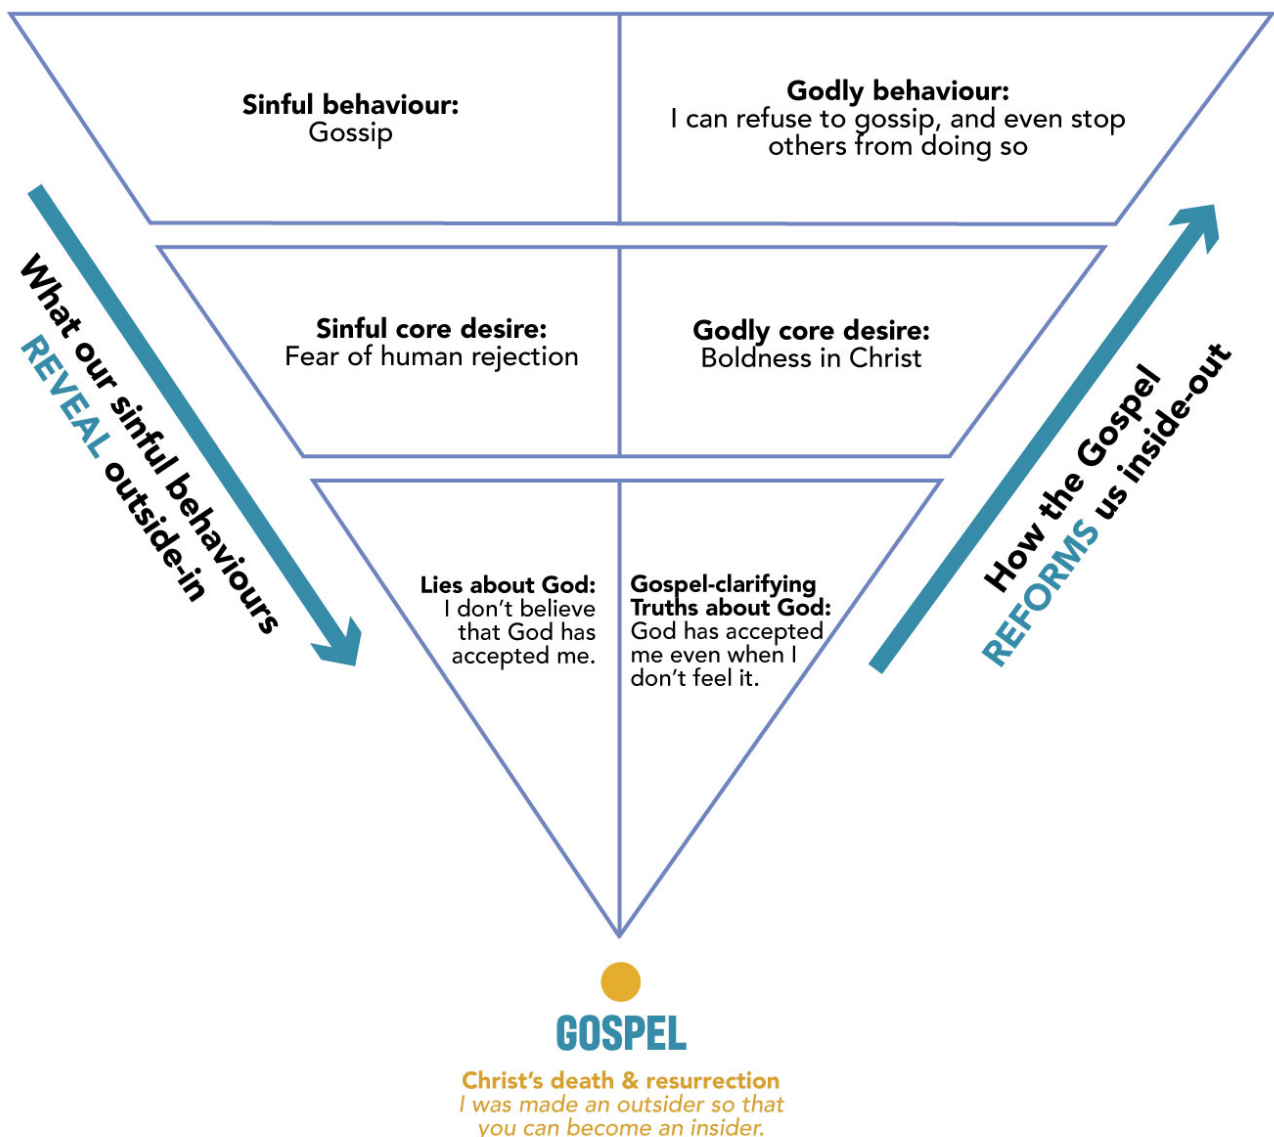 Sinful behaviour:
Gossip
Godly behaviour:
I can refuse to gossip, and even stop
others from doing so
What our sinful behaviours
REVEAL outside-in
Sinful core desire:
Fear of human rejection
Godly core desire:
Boldness in Christ
How the Gospel
REFORMS us inside-out
Lies about God:
I don't believe
that God has
accepted me.
Gospel-clarifying
Truths about God:
God has accepted
me even when I
don't feel it.
GOSPEL
Christ's death & resurrection
I was made an outsider so that
you can become an insider.